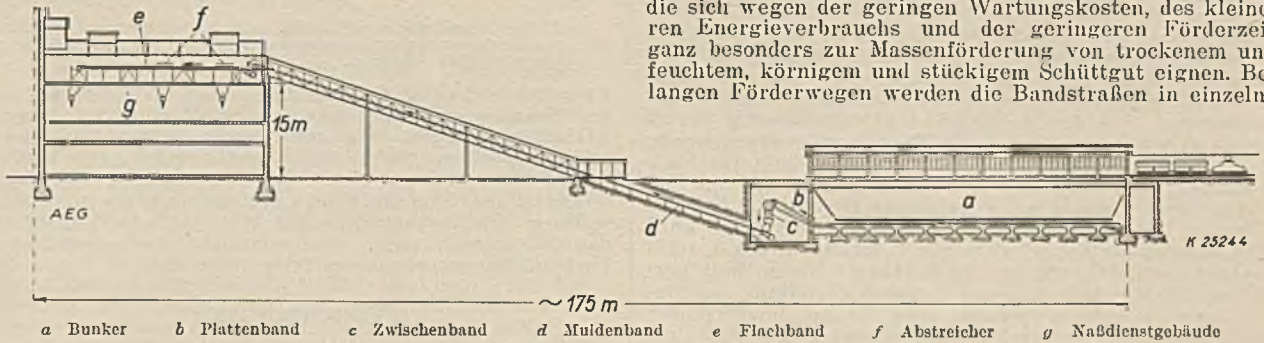 die sich wegen der geringen Wartungskosten, des kleine
ren Energieverbrauchs und der geringeren Förderzei
ganz besonders zur Massenförderung von trockenem un
feuchtem, körnigem und stückigem Schüttgut eignen. Be
langen Förderwegen werden die Bandstraßen in einzeln
e
f
g
15m
AEG
d
b
c
a
K 25244
~ 175 m
a Bunker b Plattenband c Zwischenband d Muldenband e Flachband f Abstreicher g Naßdienstgebäude